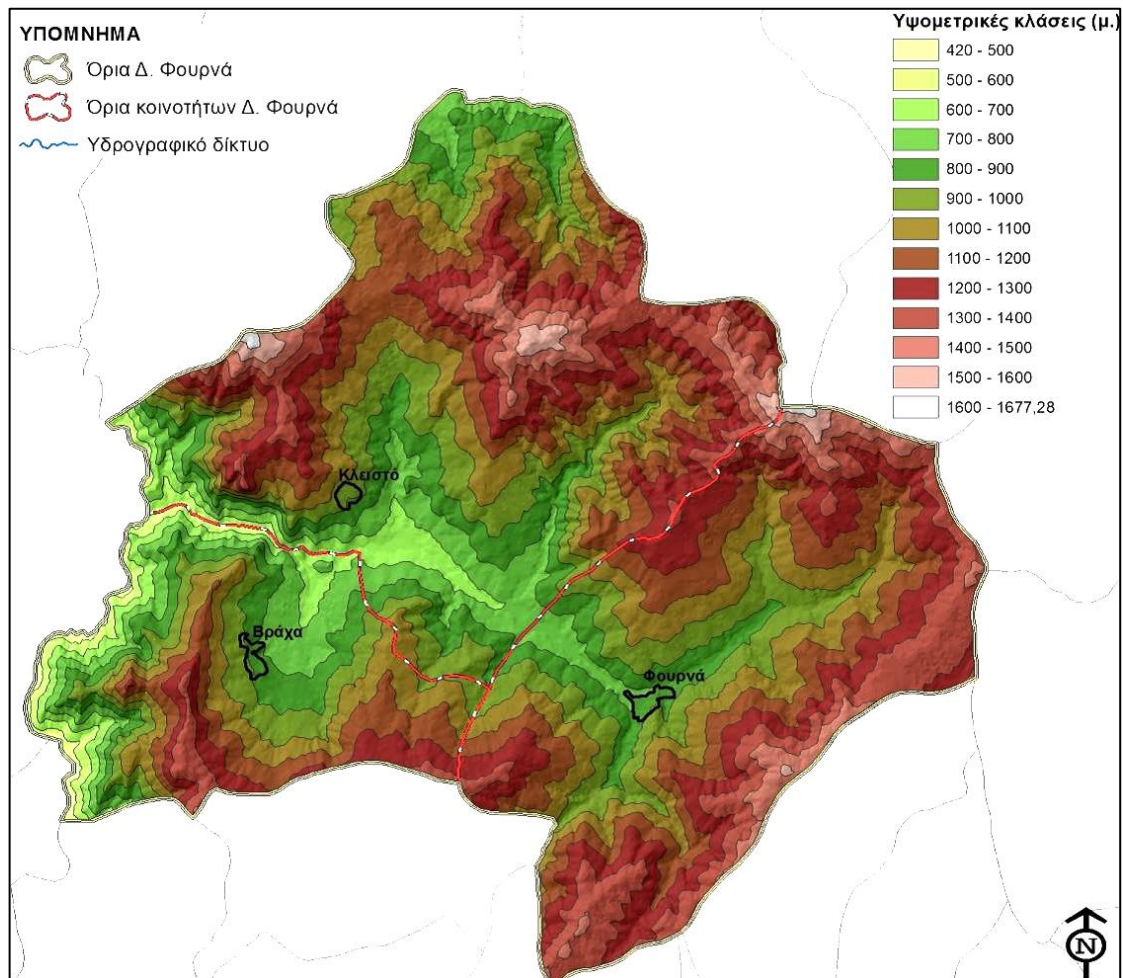 ΥΠΟΜΝΗΜΑ
Όρια Δ. Φουρνά
Όρια κοινοτήτων Δ. Φουρνά
Υδρογραφικό δίκτυο
Υψομετρικές κλάσεις (μ.)
420 - 500
500 - 600
600 - 700
700 - 800
800 - 900
900 - 1000
1000 - 1100
1100 - 1200
1200 - 1300
1300 - 1400
1400 - 1500
1500 - 1600
1600 - 1677,28
Κλειστό
Βράχα
Φουρνά
N